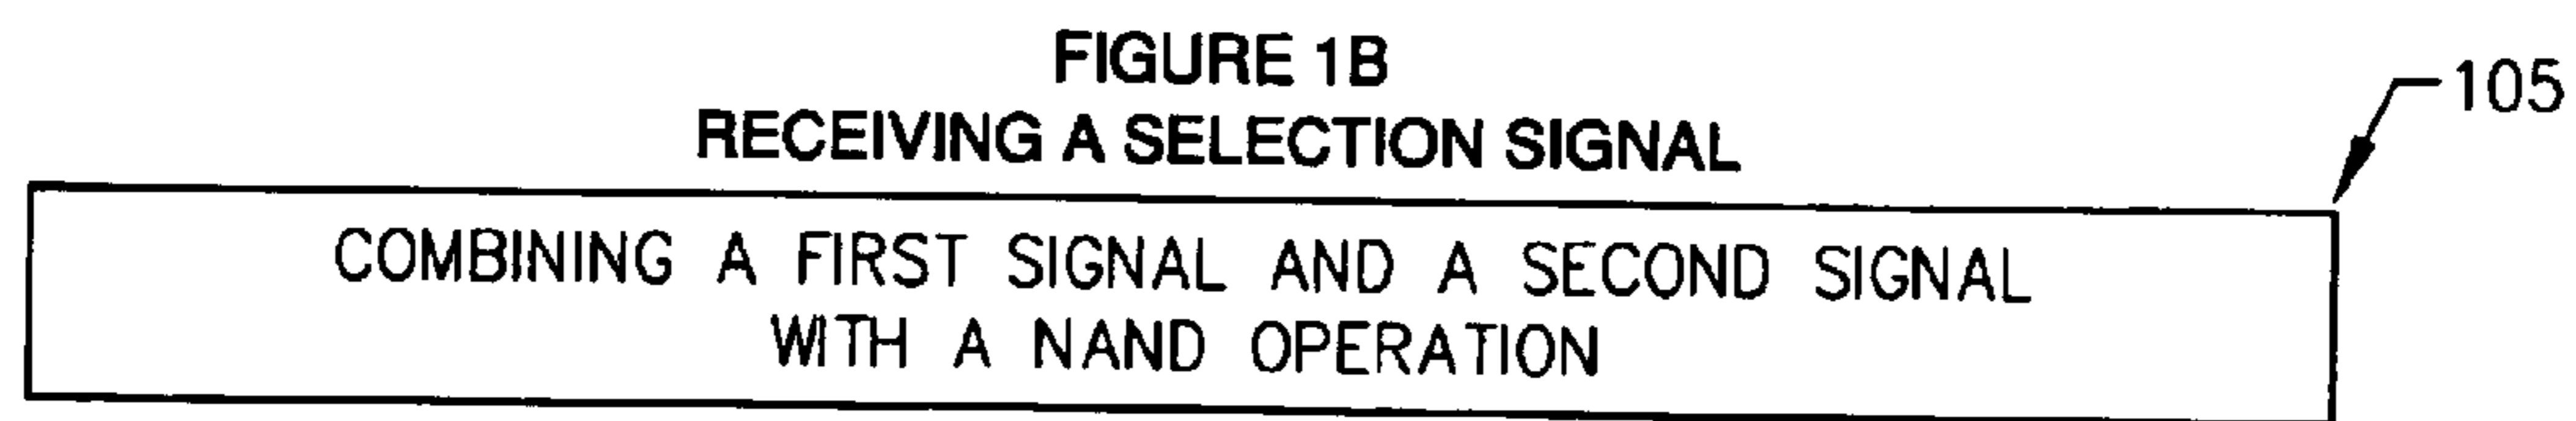 FIGURE 1B
RECEIVING A SELECTION SIGNAL
105
COMBINING A FIRST SIGNAL AND A SECOND SIGNAL
WITH A NAND OPERATION